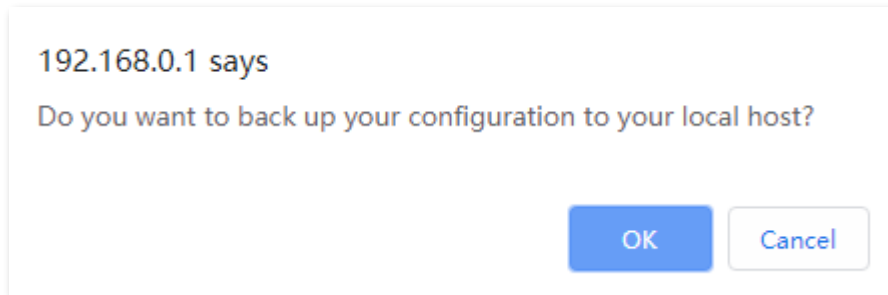 192.168.0.1 says
Do you want to back up your configuration to your local host?
OK Cancel